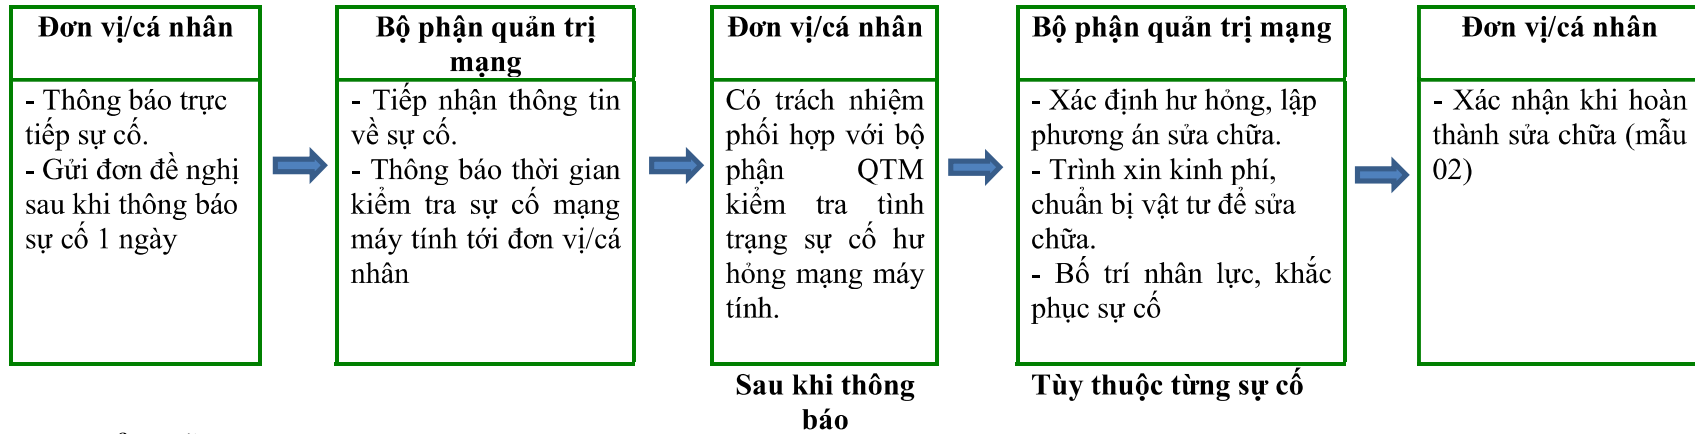 Đơn vị/cá nhân
- Thông báo trực
tiếp sự cố.
- Gửi đơn đề nghị
sau khi thông báo
sự cố 1 ngày
Bộ phận quản trị
mạng
- Tiếp nhận thông tin
về sự cố.
- Thông báo thời gian
kiểm tra sự cố mạng
máy tính tới đơn vị/cá
nhân
Đơn vị/cá nhân
Có trách nhiệm
phối hợp với bộ
phận QTM
kiểm tra tình
trạng sự cố hư
hỏng mạng máy
tính.
Sau khi thông
báo
Bộ phận quản trị mạng
- Xác định hư hỏng, lập
phương án sửa chữa.
- Trình xin kinh phí,
chuẩn bị vật tư để sửa
chữa.
- Bố trí nhân lực, khắc
phục sự cố
Tùy thuộc từng sự cố
Đơn vị/cá nhân
- Xác nhận khi hoàn
thành sửa chữa (mẫu
02)